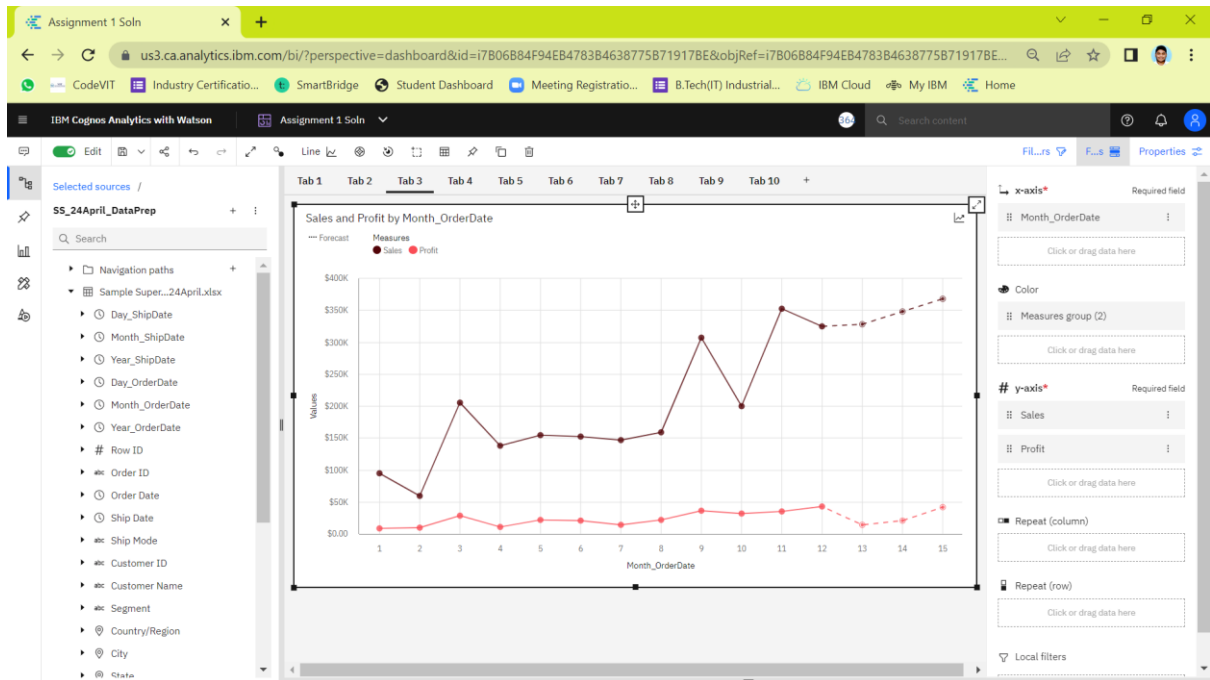 Assignment 1 Soln
us3.ca.analytics.ibm.com/bi/?perspective=dashboard&id=i7B06B84F94EB4783B4638775B71917BE&objRef=i7B06B84F94EB4783B4638775B71917BE...
CodeVIT Industry Certificatio... SmartBridge Student Dashboard Meeting Registratio... B.Tech(IT) Industrial... IBM Cloud My IBM Home
IBM Cognos Analytics with Watson Assignment 1 Soln 364 Search content
Edit Line Fil...rs F...s Properties
Selected sources /
SS_24April_DataPrep
Search
Navigation paths
Sample Super...24April.xlsx
Day_ShipDate
Month_ShipDate
Year_ShipDate
Day_OrderDate
Month_OrderDate
Year_OrderDate
# Row ID
abc Order ID
Order Date
Ship Date
abc Ship Mode
abc Customer ID
abc Customer Name
abc Segment
Country/Region
City
State
Tab 1 Tab 2 Tab 3 Tab 4 Tab 5 Tab 6 Tab 7 Tab 8 Tab 9 Tab 10 +
Sales and Profit by Month_OrderDate
Forecast Measures
Sales Profit
$400K
$350K
$300K
$250K
$200K
$150K
$100K
$50K
$0.00
Values
1 2 3 4 5 6 7 8 9 10 11 12 13 14 15
Month_OrderDate
x-axis* Required field
Month_OrderDate
Click or drag data here
Color
Measures group (2)
Click or drag data here
# y-axis* Required field
Sales
Profit
Click or drag data here
Repeat (column)
Click or drag data here
Repeat (row)
Click or drag data here
Local filters